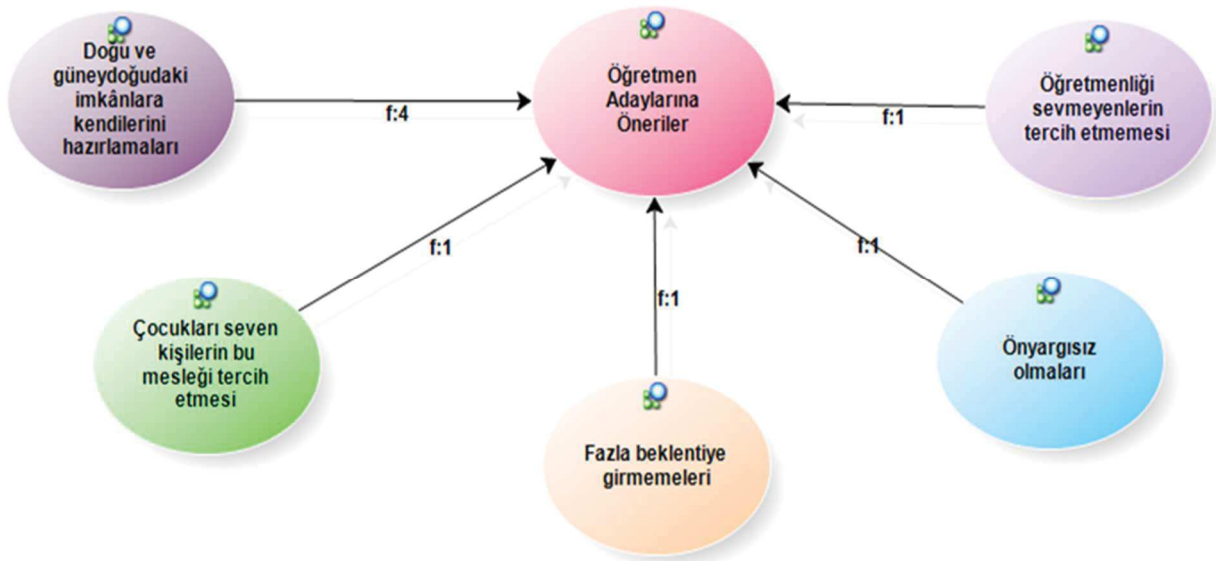 Doğu ve
güneydoğudaki
imkânlara
kendilerini
hazırlamaları
f:4
Öğretmen
Adaylarına
Öneriler
f:1
Öğretmenliği
sevmeyenlerin
tercih etmemesi
Çocukları seven
kişilerin bu
mesleği tercih
etmesi
f:1
f:1
Fazla beklentiye
girmemeleri
f:1
Önyargısız
olmaları